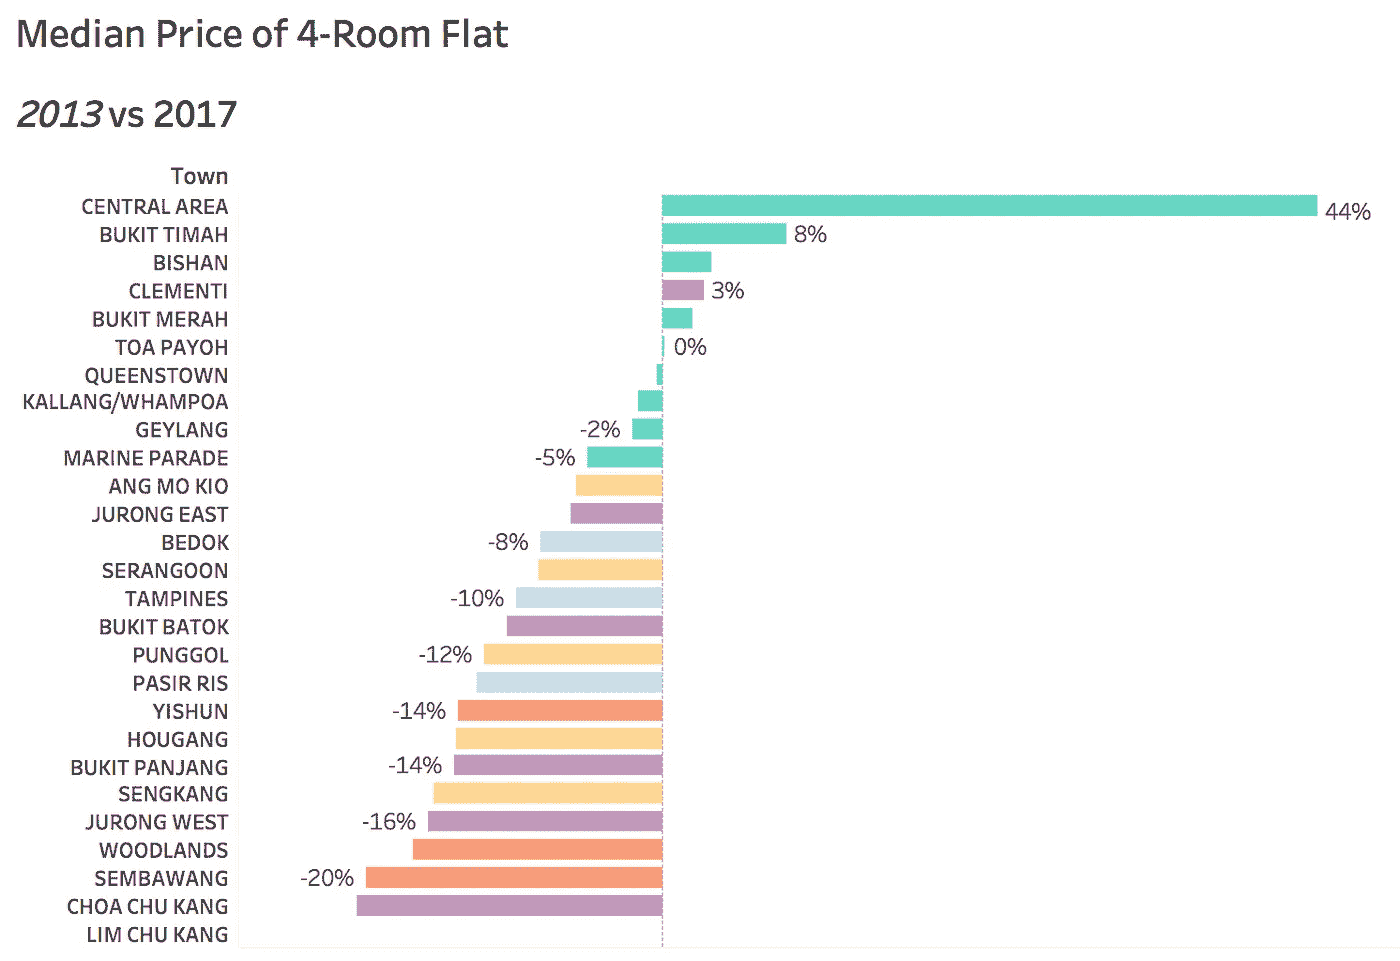 Median Price of 4-Room Flat
2013 vs 2017
Town
CENTRAL AREA 44%
BUKIT TIMAH 8%
BISHAN
CLEMENTI 3%
BUKIT MERAH
TOA PAYOH 0%
QUEENSTOWN
KALLANG/WHAMPOA
GEYLANG -2%
MARINE PARADE -5%
ANG MO KIO
JURONG EAST
BEDOK -8%
SERANGOON
TAMPINES -10%
BUKIT BATOK
PUNGGOL -12%
PASIR RIS
YISHUN -14%
HOUGANG
BUKIT PANJANG -14%
SENGKANG
JURONG WEST -16%
WOODLANDS
SEMBAWANG -20%
CHOA CHU KANG
LIM CHU KANG